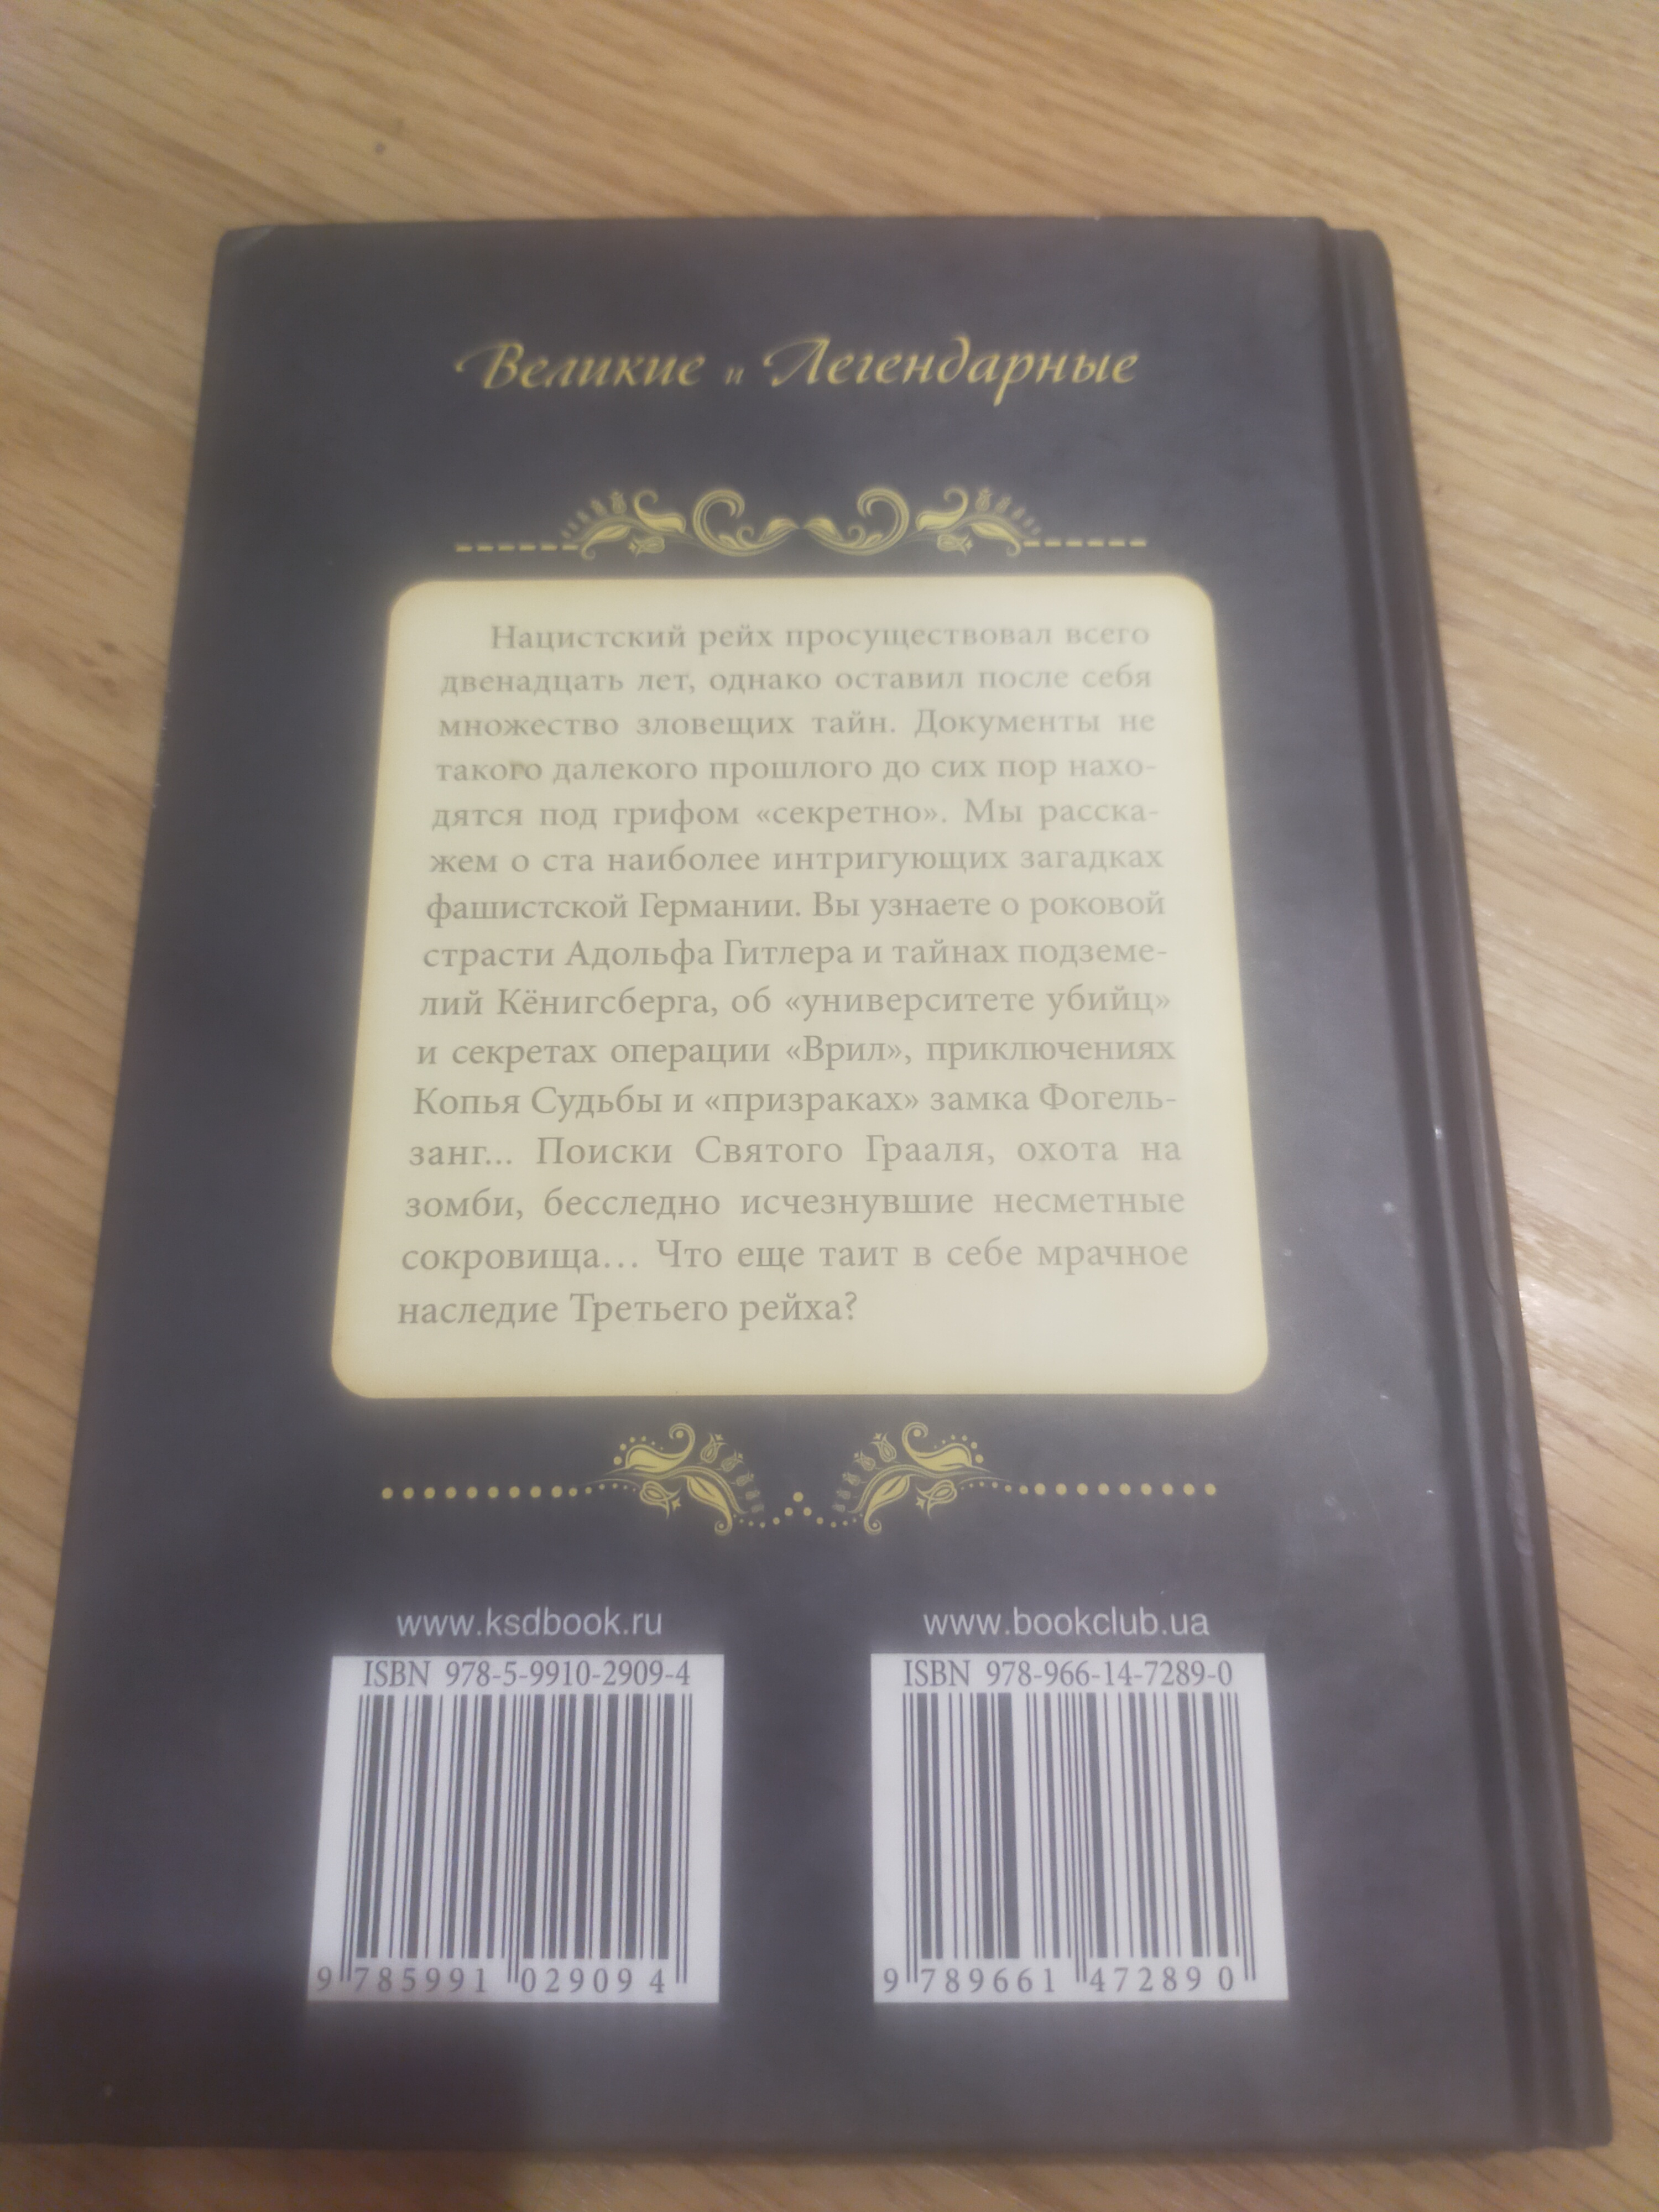 Великие и Легендарные
Нацистский рейх просуществовал всего
двенадцать лет, однако оставил после себя
множество зловещих тайн. Документы не
такого далекого прошлого до сих пор нахо-
дятся под грифом «секретно». Мы расска-
жем о ста наиболее интригующих загадках
фашистской Германии. Вы узнаете о роковой
страсти Адольфа Гитлера и тайнах подземе-
лий Кёнигсберга, об «университете убийц»
и секретах операции «Врил», приключениях
Копья Судьбы и «призраках» замка Фогель-
занг... Поиски Святого Грааля, охота на
зомби, бесследно исчезнувшие несметные
сокровища... Что еще таит в себе мрачное
наследие Третьего рейха?
www.ksdbook.ru
ISBN 978-5-9910-2909-4
9 785991 029094
www.bookclub.ua
ISBN 978-966-14-7289-0
9 789661 472890